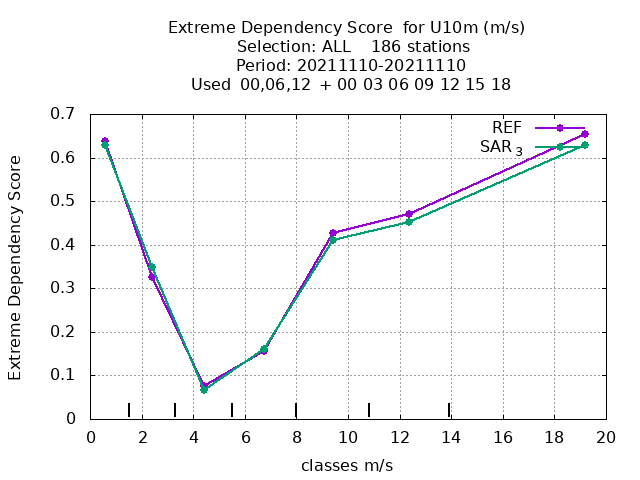 Extreme Dependency Score for U10m (m/s)
Selection: ALL 186 stations
Period: 20211110-20211110
Used 00,06,12 + 00 03 06 09 12 15 18
0.7
0.6
0.5
0.4
0.3
0.2
0.1
0
Extreme Dependency Score
REF
SAR 3
0 2 4 6 8 10 12 14 16 18 20
classes m/s